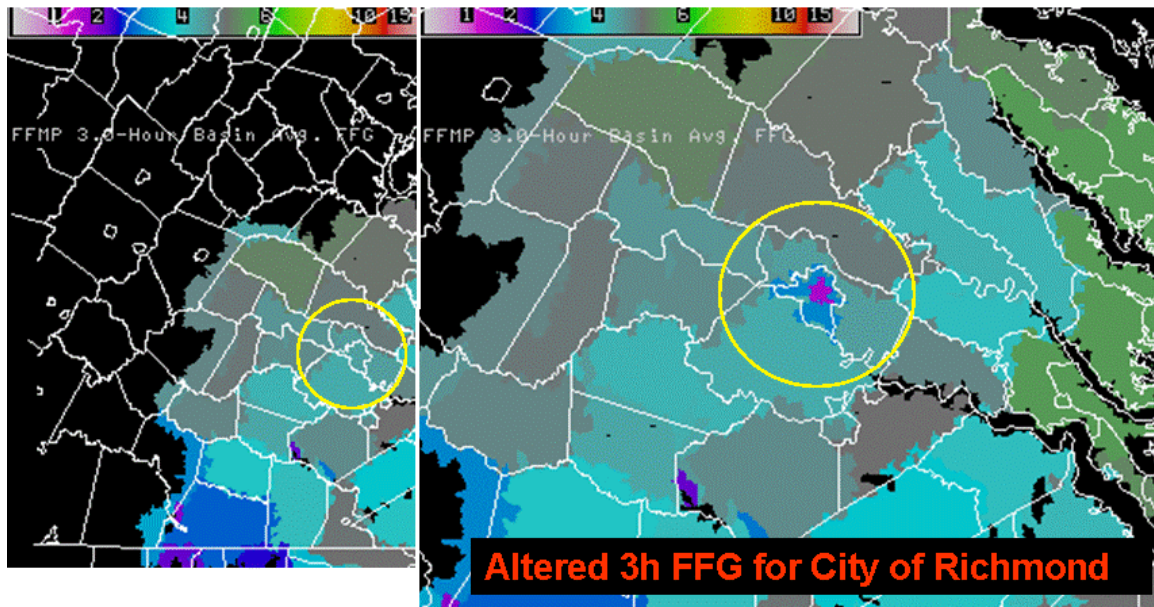 1 2 4 6 10 15
1 2 4 6 10 15
FFMP 3.0-Hour Basin Avg. FFG
FFMP 3.0-Hour Basin Avg. FFG
Altered 3h FFG for City of Richmond